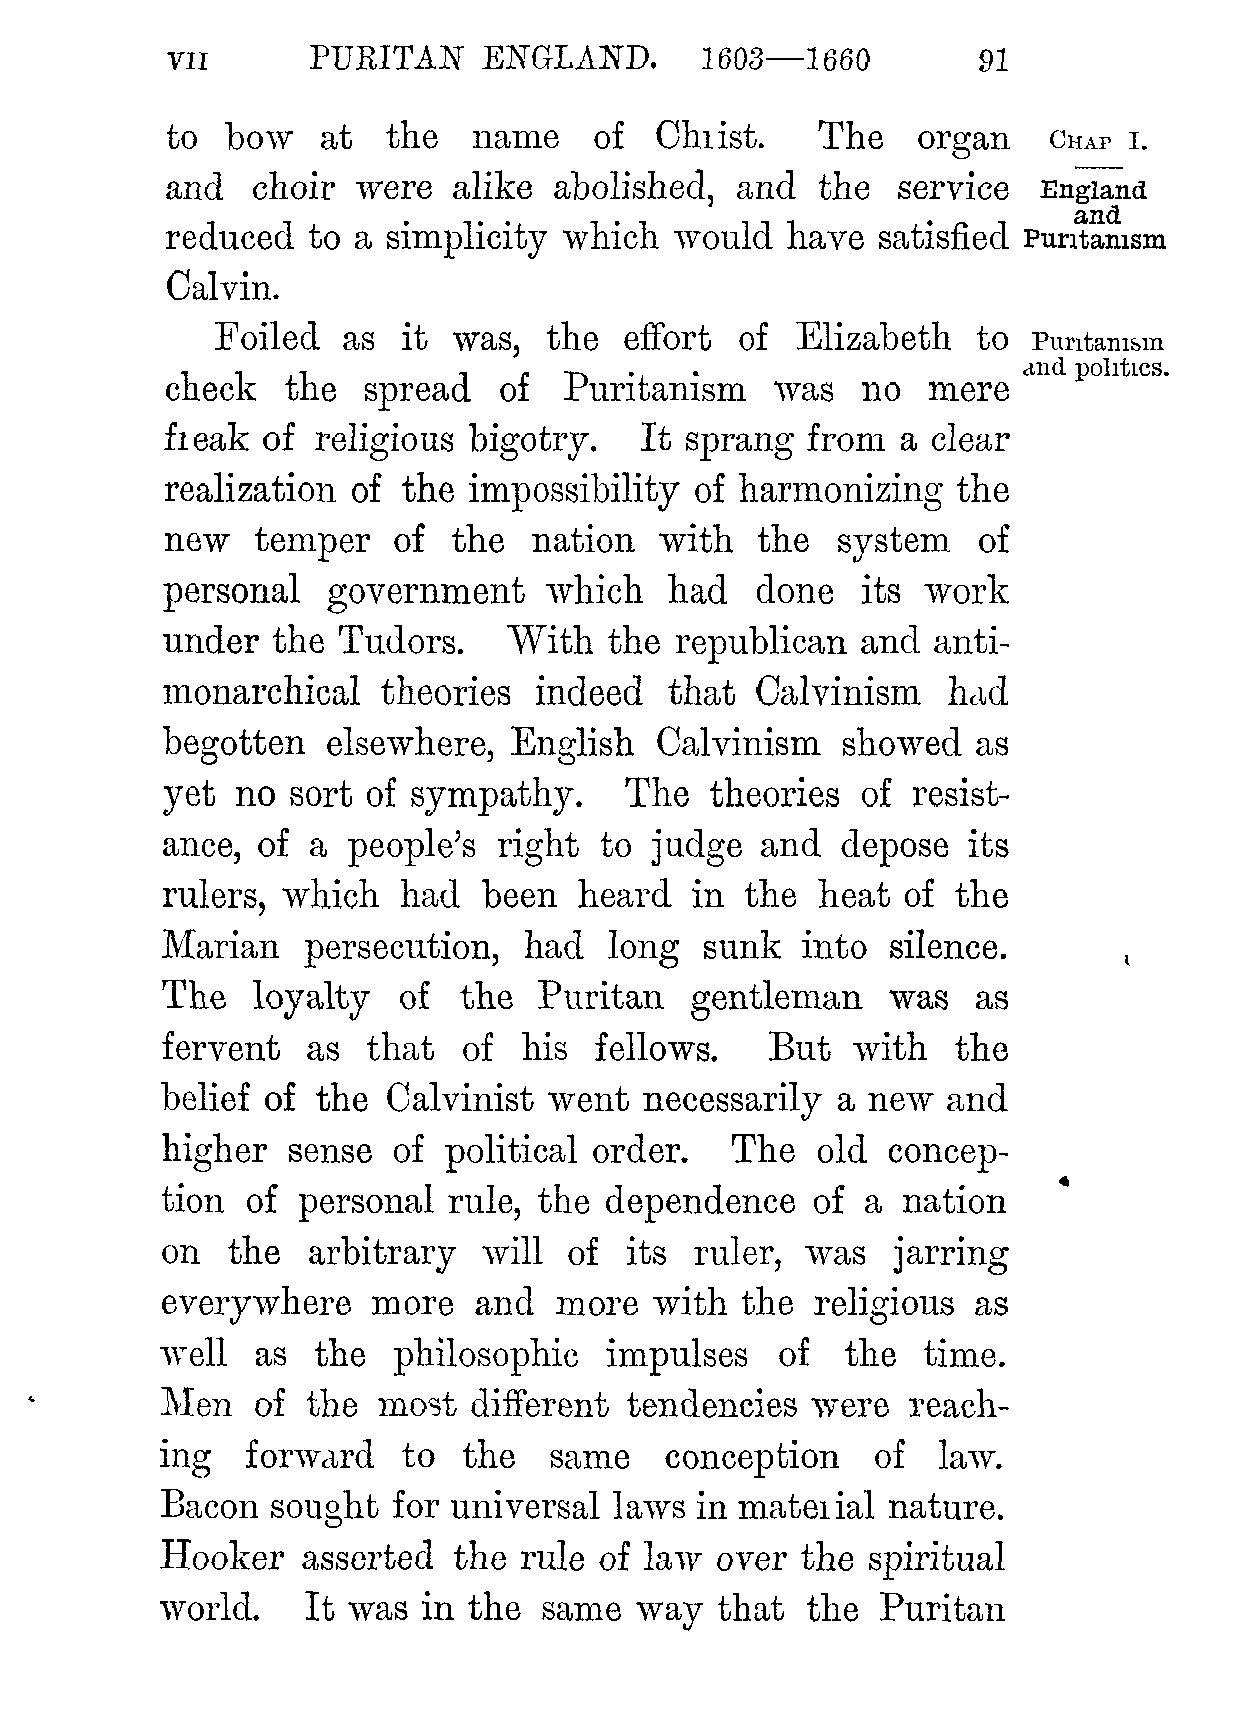 VII PURITAN ENGLAND. 1603—1660 91
to bow at the name of Christ. The organ
and choir were alike abolished, and the service
reduced to a simplicity which would have satisfied
Calvin.
CHAP I.
England
and
Puritanism
Foiled as it was, the effort of Elizabeth to
check the spread of Puritanism was no mere
freak of religious bigotry. It sprang from a clear
realization of the impossibility of harmonizing the
new temper of the nation with the system of
personal government which had done its work
under the Tudors. With the republican and anti-
monarchical theories indeed that Calvinism had
begotten elsewhere, English Calvinism showed as
yet no sort of sympathy. The theories of resist-
ance, of a people's right to judge and depose its
rulers, which had been heard in the heat of the
Marian persecution, had long sunk into silence.
The loyalty of the Puritan gentleman was as
fervent as that of his fellows. But with the
belief of the Calvinist went necessarily a new and
higher sense of political order. The old concep-
tion of personal rule, the dependence of a nation
on the arbitrary will of its ruler, was jarring
everywhere more and more with the religious as
well as the philosophic impulses of the time.
Men of the most different tendencies were reach-
ing forward to the same conception of law.
Bacon sought for universal laws in material nature.
Hooker asserted the rule of law over the spiritual
world. It was in the same way that the Puritan
Puritanism
and politics.